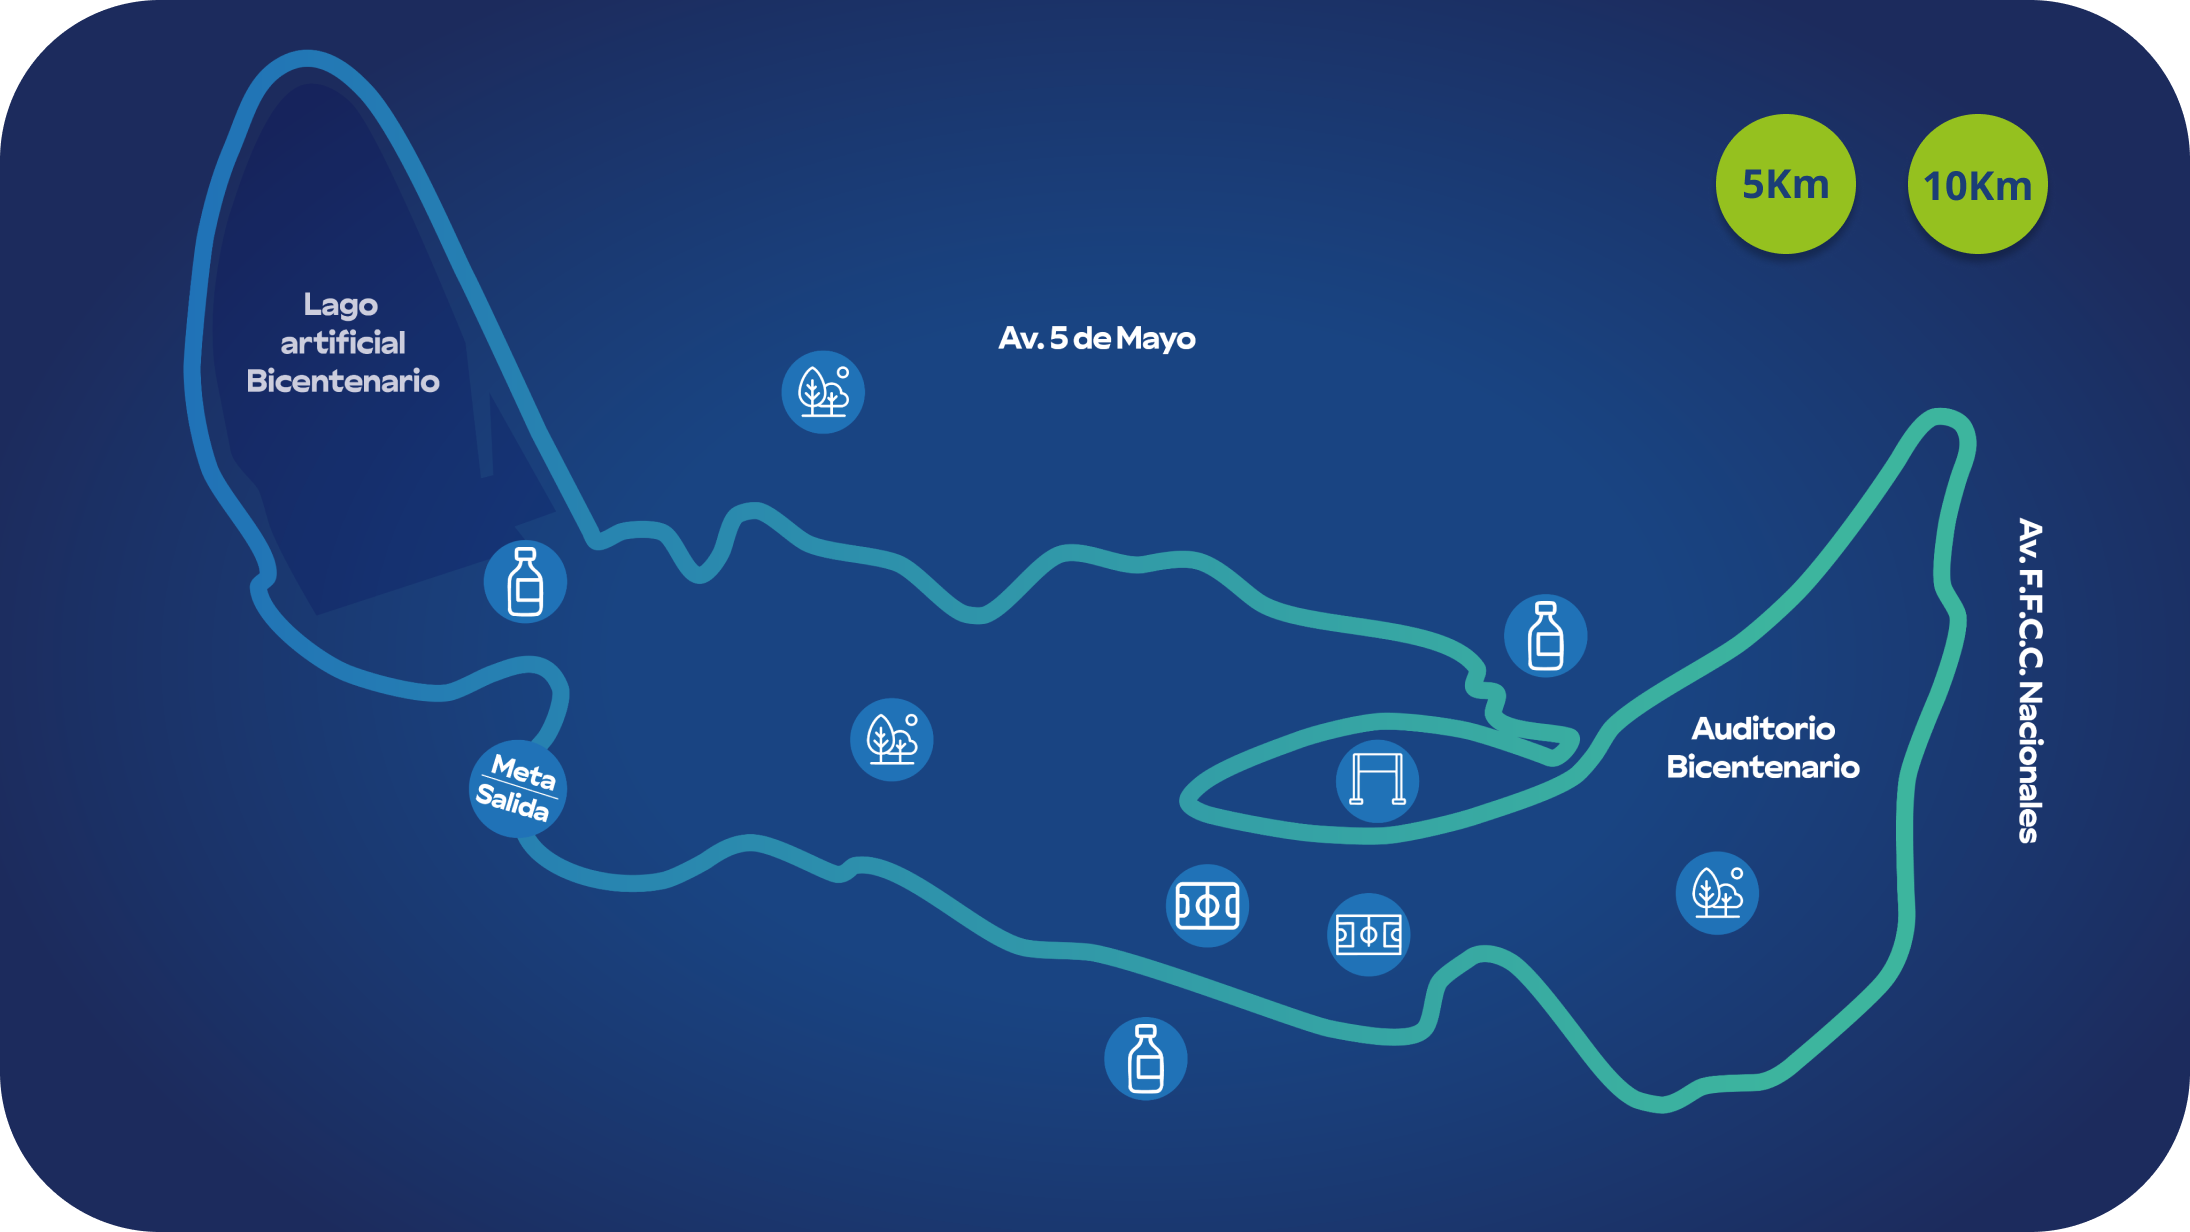 5Km
10Km
Lago
artificial
Bicentenario
Av. 5 de Mayo
Av. F.F.C.C. Nacionales
Auditorio
Bicentenario
Meta
Salida